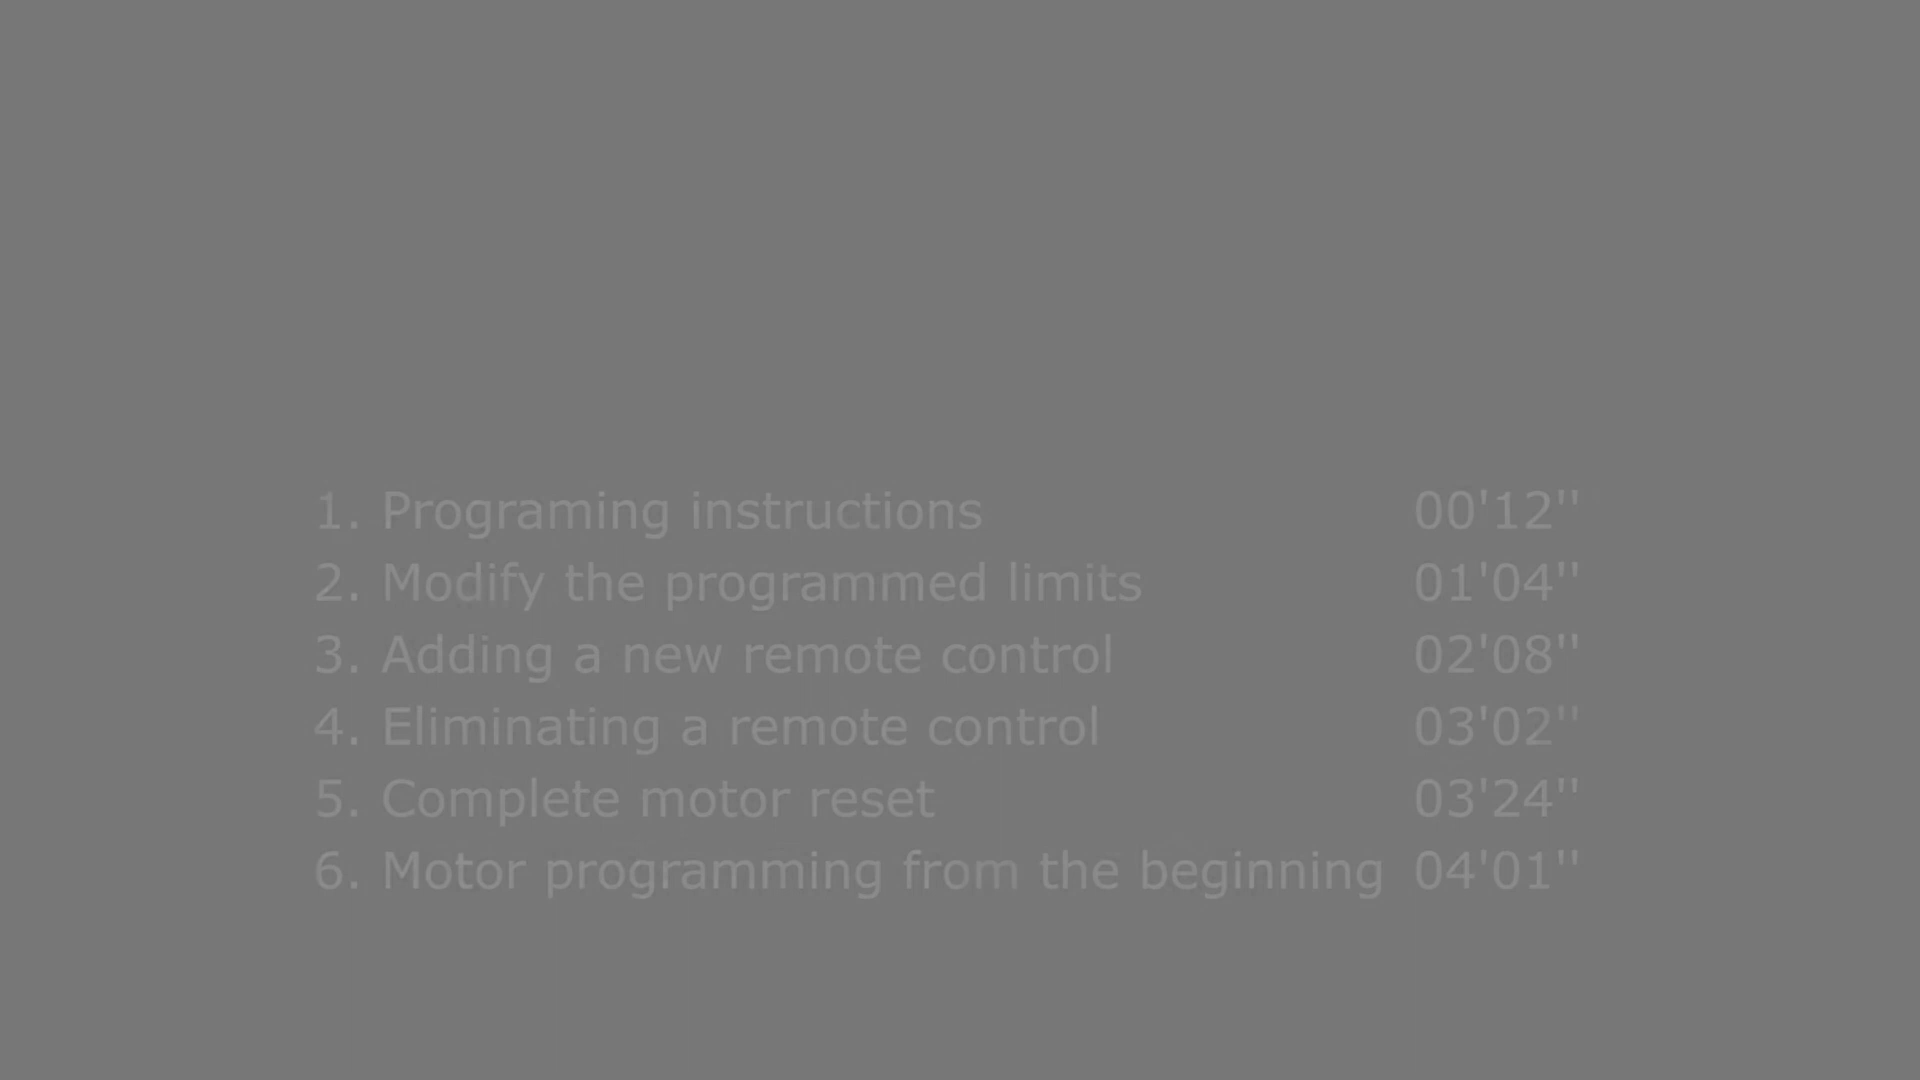 1. Programing instructions 00'12''
2. Modify the programmed limits 01'04''
3. Adding a new remote control 02'08''
4. Eliminating a remote control 03'02''
5. Complete motor reset 03'24''
6. Motor programming from the beginning 04'01''